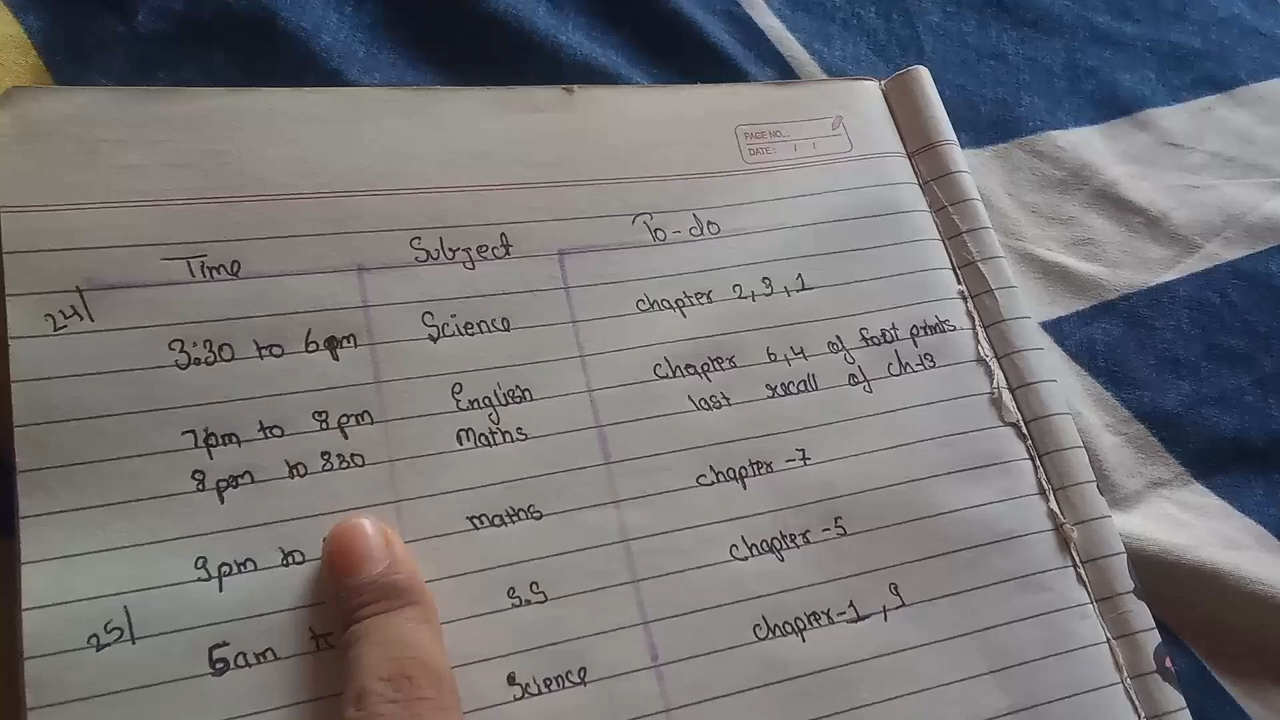 PAGE NO.
DATE: / /
Time Subject To-do
24/
3:30 to 6pm Science chapter 2, 9, 1
7pm to 8pm English chapter 6, 4 of foot prints
8pm to 830 Maths last recall of ch-13
9pm to maths chapter -7
25/
5am to S.S chapter -5
Science chapter-1, 9